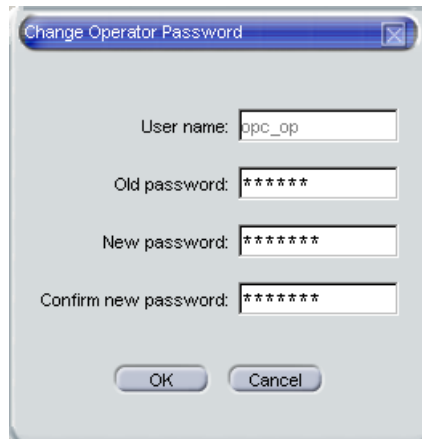 Change Operator Password
User name: opc_op
Old password: ******
New password: *******
Confirm new password: *******
OK Cancel